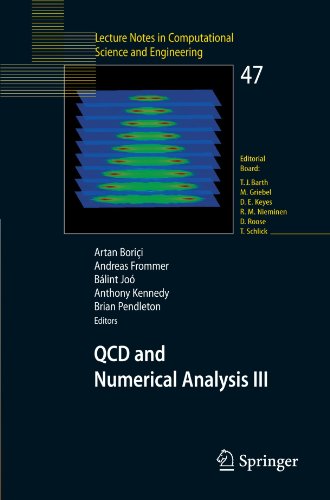 Lecture Notes in Computational
Science and Engineering
47
Editorial
Board:
T. J. Barth
M. Griebel
D. E. Keyes
R. M. Nieminen
D. Roose
T. Schlick
Artan Boriçi
Andreas Frommer
Bálint Joó
Anthony Kennedy
Brian Pendleton
Editors
QCD and
Numerical Analysis III
Springer